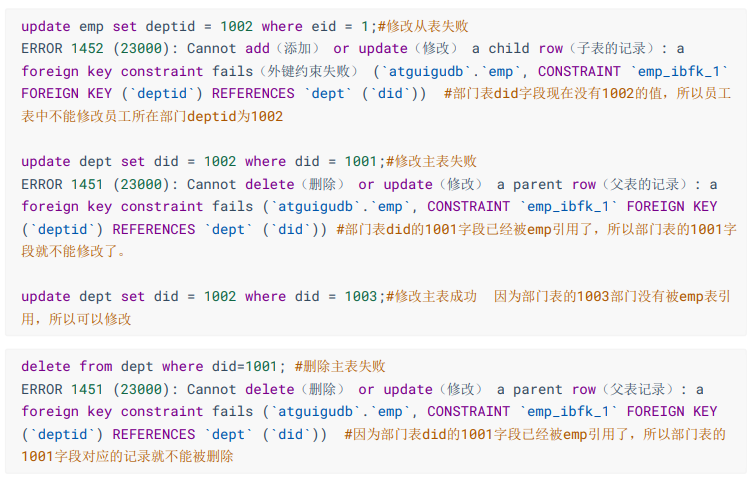 update emp set deptid = 1002 where eid = 1;#修改从表失败
ERROR 1452 (23000): Cannot add（添加） or update（修改） a child row（子表的记录）: a
foreign key constraint fails（外键约束失败） (`atguigudb`.`emp`, CONSTRAINT `emp_ibfk_1`
FOREIGN KEY (`deptid`) REFERENCES `dept` (`did`))  #部门表did字段现在没有1002的值，所以员工
表中不能修改员工所在部门deptid为1002
update dept set did = 1002 where did = 1001;#修改主表失败
ERROR 1451 (23000): Cannot delete（删除） or update（修改） a parent row（父表的记录）: a
foreign key constraint fails (`atguigudb`.`emp`, CONSTRAINT `emp_ibfk_1` FOREIGN KEY
(`deptid`) REFERENCES `dept` (`did`)) #部门表did的1001字段已经被emp引用了，所以部门表的1001字
段就不能修改了。
update dept set did = 1002 where did = 1003;#修改主表成功  因为部门表的1003部门没有被emp表引
用，所以可以修改
delete from dept where did=1001; #删除主表失败
ERROR 1451 (23000): Cannot delete（删除） or update（修改） a parent row（父表记录）: a
foreign key constraint fails (`atguigudb`.`emp`, CONSTRAINT `emp_ibfk_1` FOREIGN KEY
(`deptid`) REFERENCES `dept` (`did`))  #因为部门表did的1001字段已经被emp引用了，所以部门表的
1001字段对应的记录就不能被删除